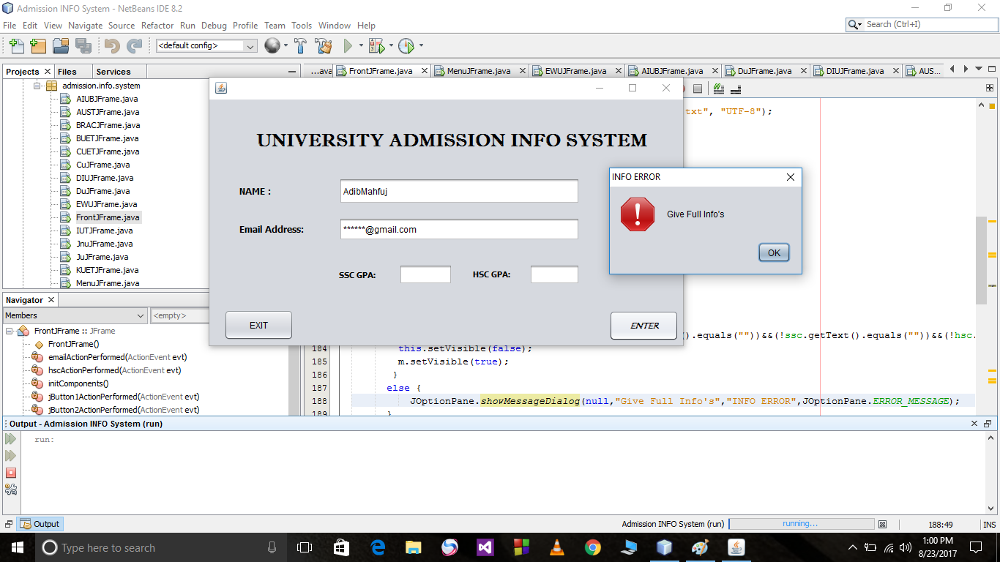 Admission INFO System - NetBeans IDE 8.2
File Edit View Navigate Source Refactor Run Debug Profile Team Tools Window Help
Search (Ctrl+I)
<default config>
Projects Files Services
...ava FrontJFrame.java MenuJFrame.java EWUJFrame.java AIUBJFrame.java DuJFrame.java DIUJFrame.java AUS...
admission.info.system
AIUBJFrame.java
AUSTJFrame.java
BRACJFrame.java
BUETJFrame.java
CUETJFrame.java
CuJFrame.java
DIUJFrame.java
DuJFrame.java
EWUJFrame.java
FrontJFrame.java
IUTJFrame.java
JnuJFrame.java
JuJFrame.java
KUETJFrame.java
MenuJFrame.java
txt", "UTF-8");
UNIVERSITY ADMISSION INFO SYSTEM
NAME : AdibMahfuj
Email Address: ******@gmail.com
SSC GPA: HSC GPA:
EXIT ENTER
INFO ERROR
Give Full Info's
OK
Navigator
Members <empty>
FrontJFrame :: JFrame
FrontJFrame()
emailActionPerformed(ActionEvent evt)
hscActionPerformed(ActionEvent evt)
initComponents()
jButton1ActionPerformed(ActionEvent evt)
jButton2ActionPerformed(ActionEvent evt)
).equals(""))&&(!ssc.getText().equals(""))&&(!hsc.
184 this.setVisible(false);
185 m.setVisible(true);
186 }
187 else {
188 JOptionPane.showMessageDialog(null,"Give Full Info's","INFO ERROR",JOptionPane.ERROR_MESSAGE);
189 }
Output - Admission INFO System (run)
run:
Output
Admission INFO System (run) running... 188:49 INS
Type here to search
1:00 PM
8/23/2017